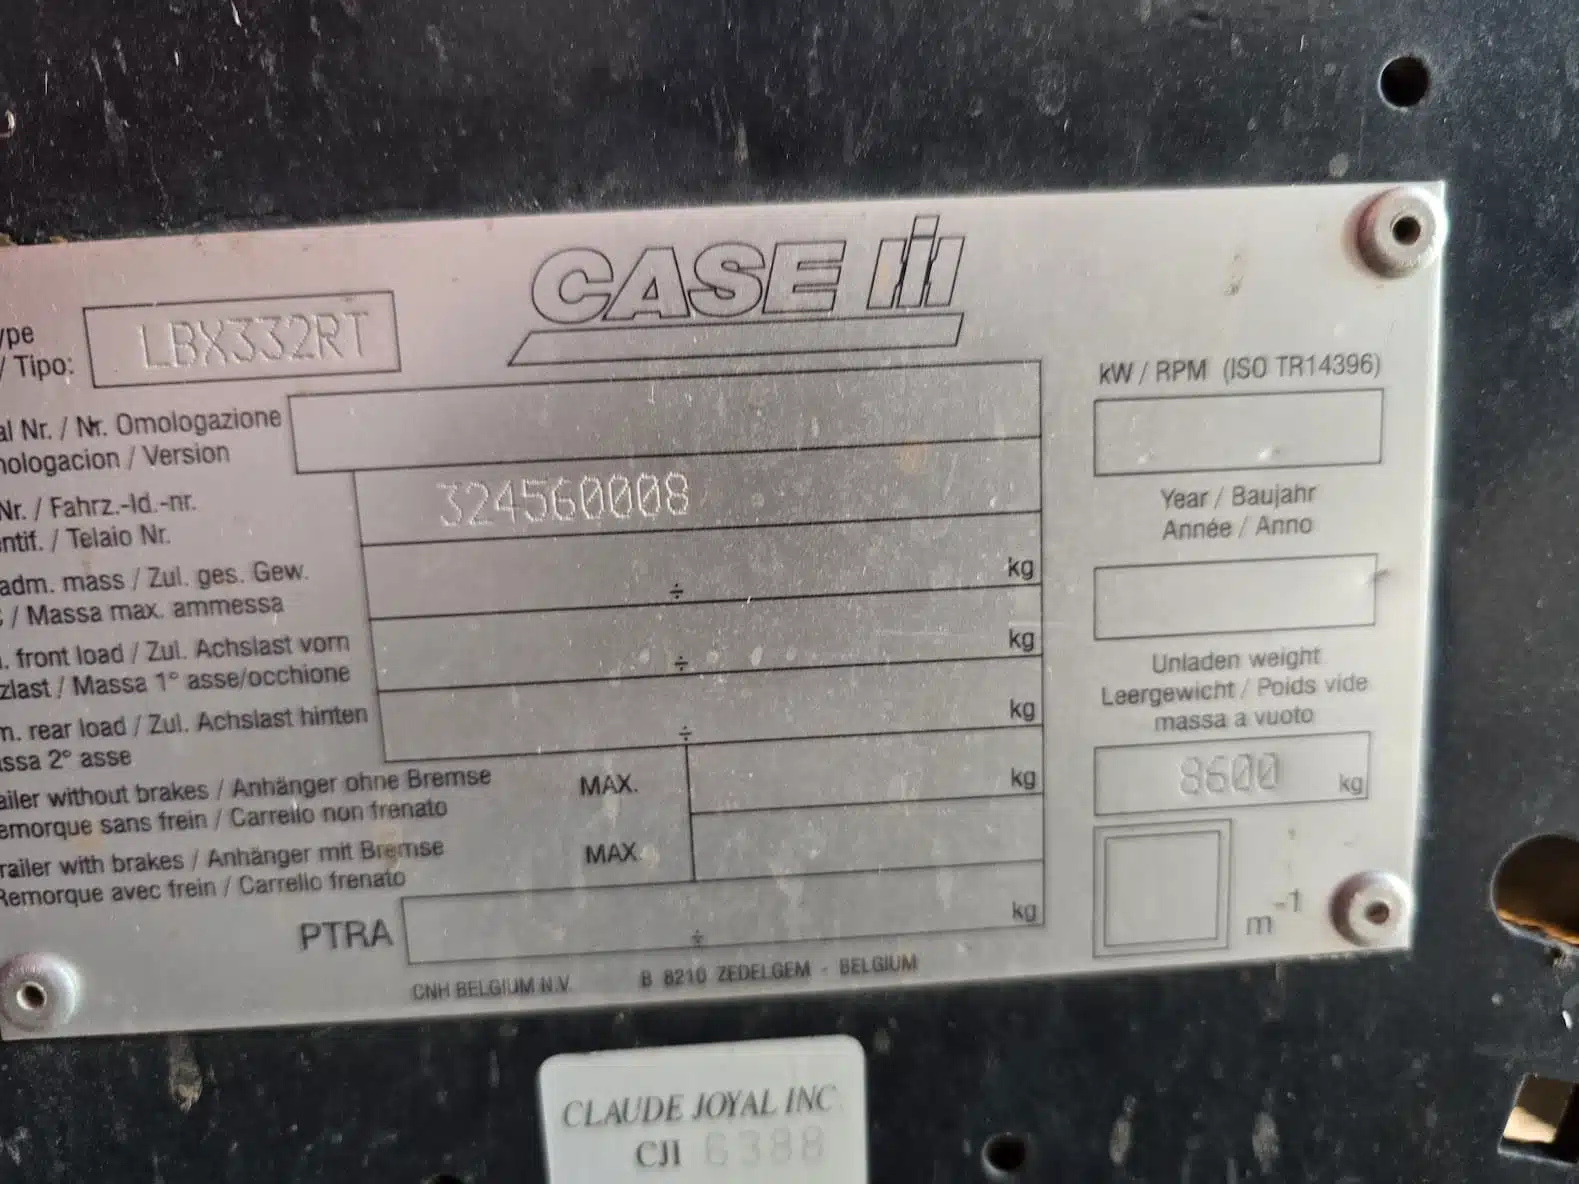 CASE III
ype
/ Tipo:
LBX332RT
kW / RPM (ISO TR14396)
al Nr. / Nr. Omologazione
nologacion / Version
Nr. / Fahrz.-Id.-nr.
entif. / Telaio Nr.
324560008
Year / Baujahr
Année / Anno
adm. mass / Zul. ges. Gew.
/ Massa max. ammessa
÷ kg
. front load / Zul. Achslast vorn
zlast / Massa 1° asse/occhione
÷ kg
m. rear load / Zul. Achslast hinten
assa 2° asse
÷ kg
Unladen weight
Leergewicht / Poids vide
massa a vuoto
8600 kg
ailer without brakes / Anhänger ohne Bremse
emorque sans frein / Carrello non frenato
MAX. kg
railer with brakes / Anhänger mit Bremse
Remorque avec frein / Carrello frenato
MAX.
PTRA ÷ kg
m-1
CNH BELGIUM N.V. B 8210 ZEDELGEM - BELGIUM
CLAUDE JOYAL INC
CJI 6388